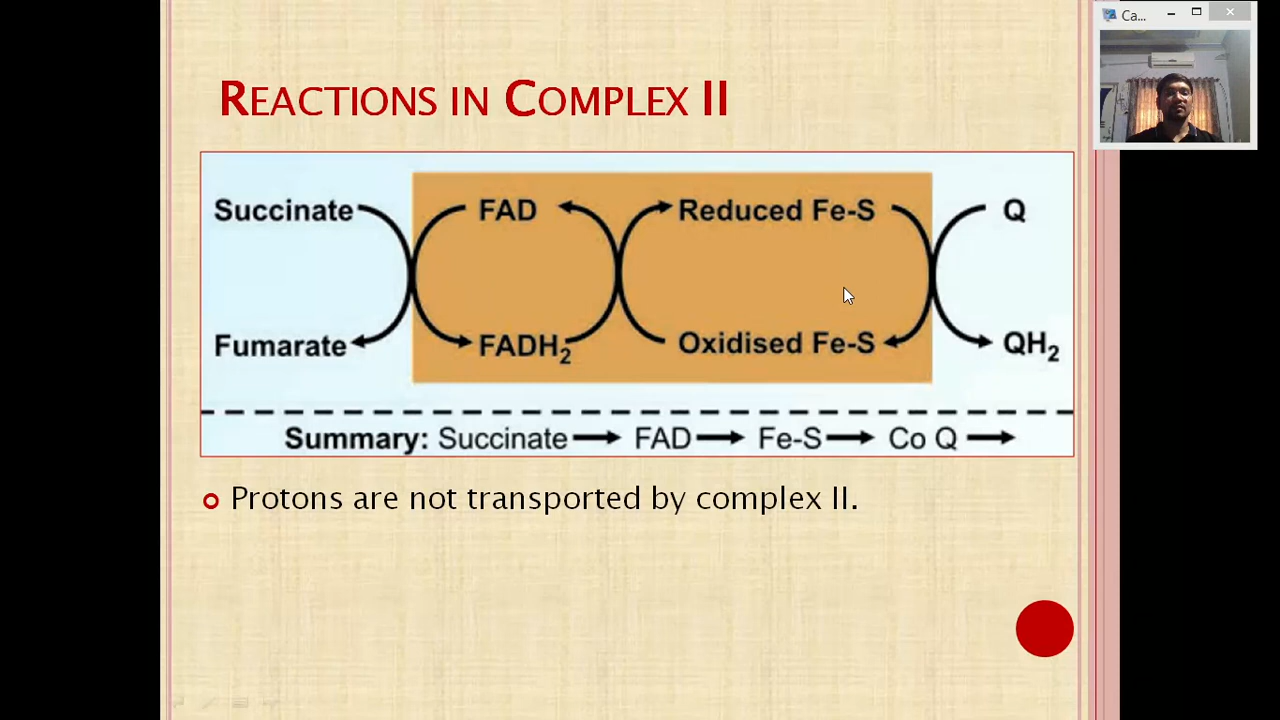 REACTIONS IN COMPLEX II
Ca...
Succinate FAD Reduced Fe-S Q
Fumarate FADH₂ Oxidised Fe-S QH₂
Summary: Succinate → FAD → Fe-S → Co Q →
Protons are not transported by complex II.